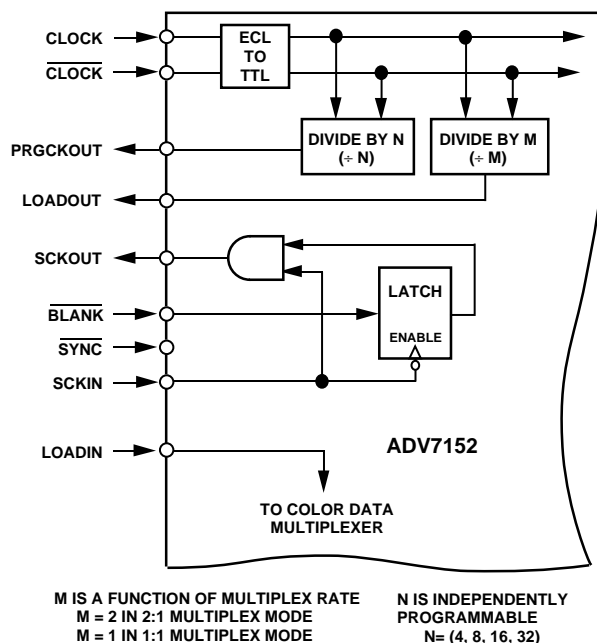 CLOCK
CLOCK
ECL
TO
TTL
PRGCKOUT
DIVIDE BY N
(÷ N)
DIVIDE BY M
(÷ M)
LOADOUT
SCKOUT
BLANK
LATCH
ENABLE
SYNC
SCKIN
LOADIN
ADV7152
TO COLOR DATA
MULTIPLEXER
M IS A FUNCTION OF MULTIPLEX RATE
M = 2 IN 2:1 MULTIPLEX MODE
M = 1 IN 1:1 MULTIPLEX MODE
N IS INDEPENDENTLY
PROGRAMMABLE
N= (4, 8, 16, 32)